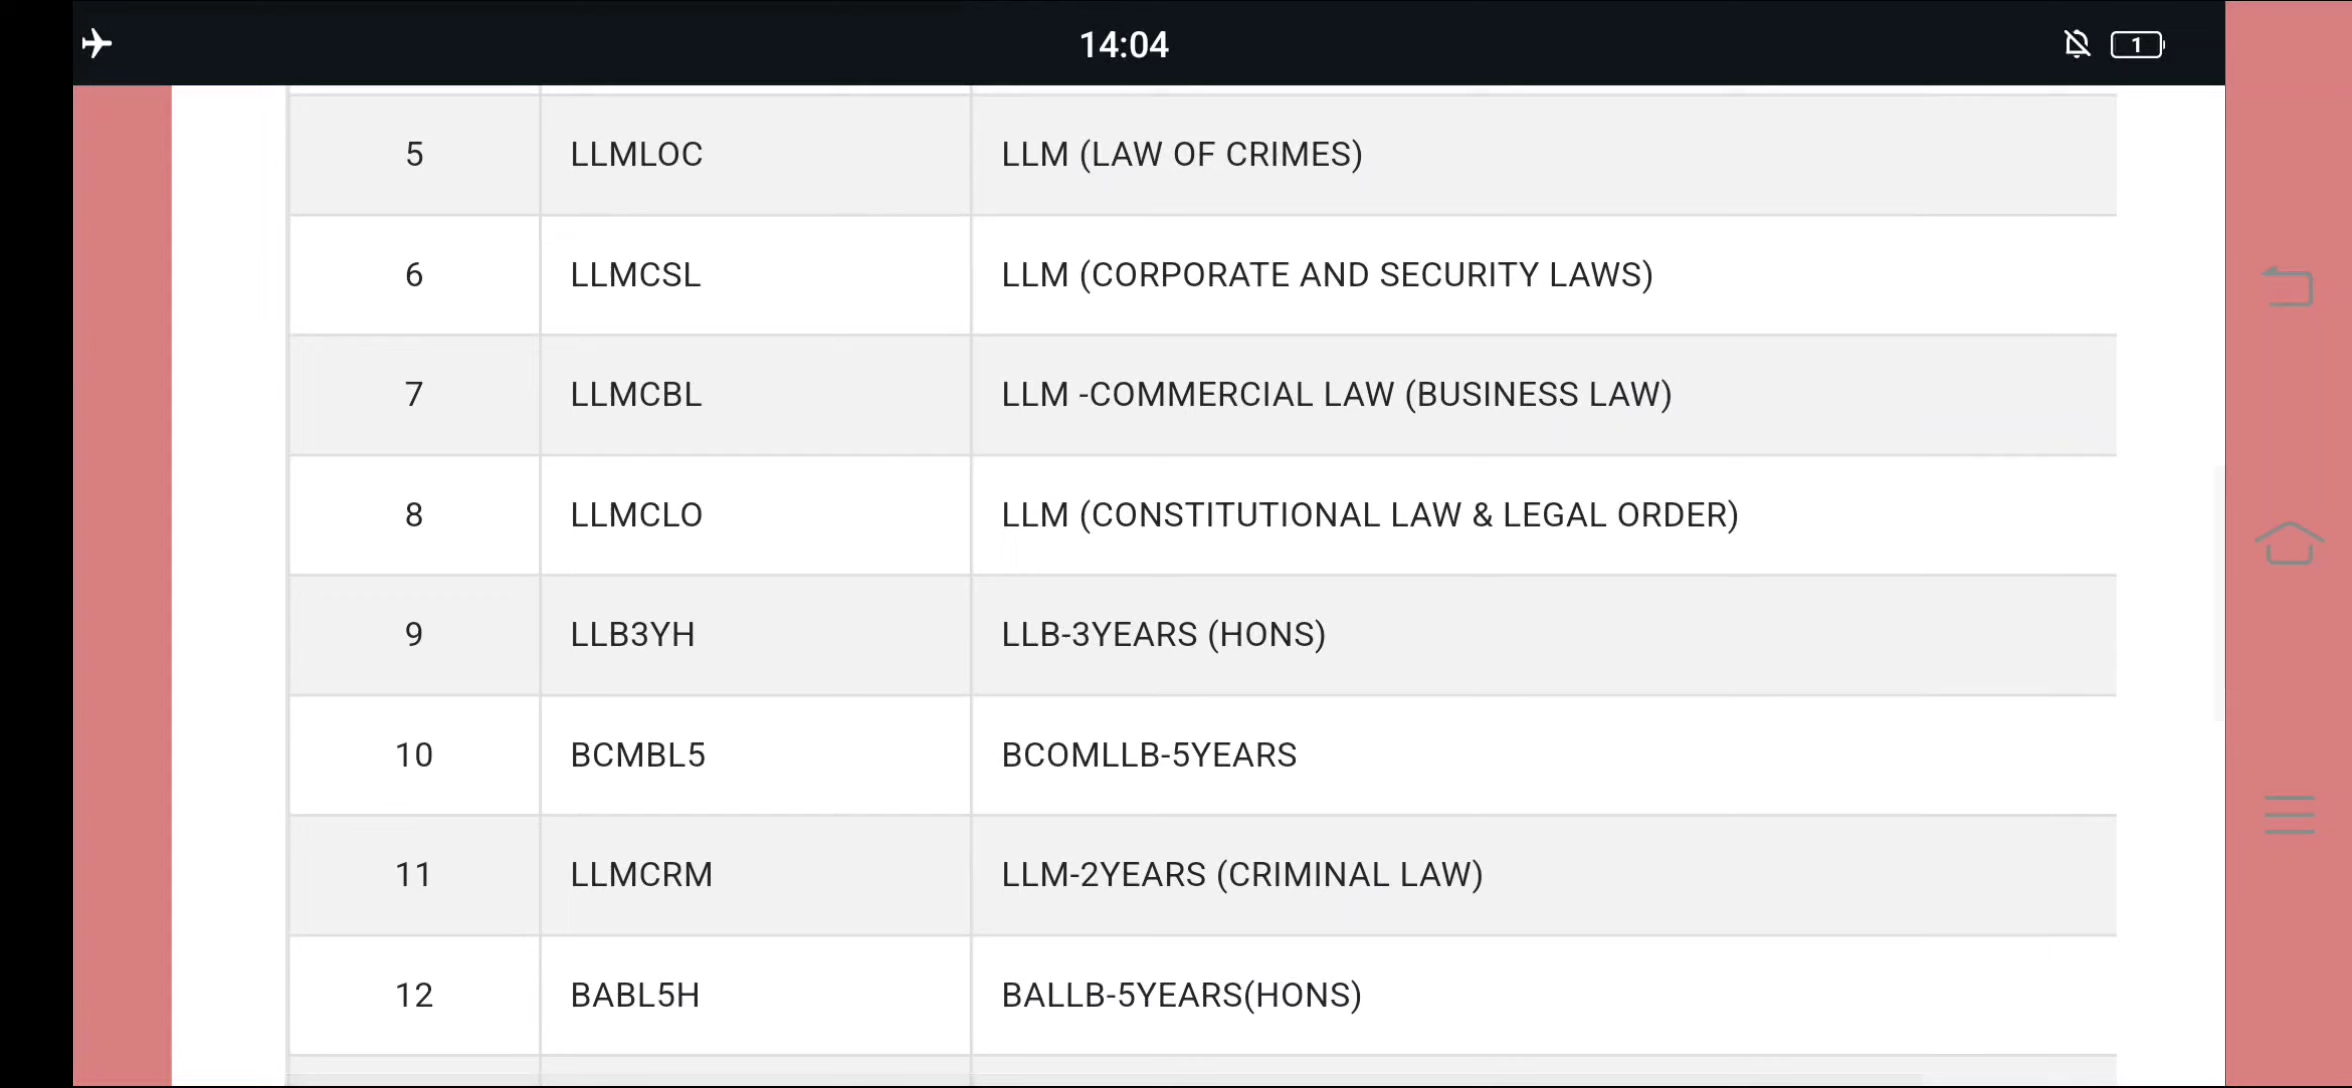 14:04
1
5 LLMLOC LLM (LAW OF CRIMES)
6 LLMCSL LLM (CORPORATE AND SECURITY LAWS)
7 LLMCBL LLM -COMMERCIAL LAW (BUSINESS LAW)
8 LLMCLO LLM (CONSTITUTIONAL LAW & LEGAL ORDER)
9 LLB3YH LLB-3YEARS (HONS)
10 BCMBL5 BCOMLLB-5YEARS
11 LLMCRM LLM-2YEARS (CRIMINAL LAW)
12 BABL5H BALLB-5YEARS(HONS)